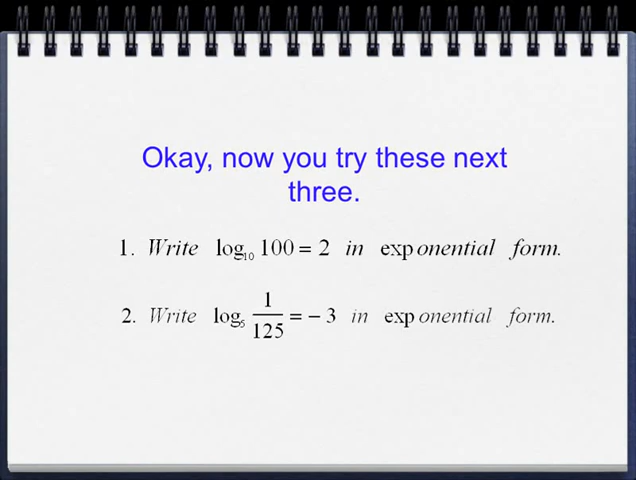 Okay, now you try these next
three.
1. Write log₁₀ 100 = 2 in exponential form.
2. Write log₅ 1/125 = − 3 in exponential form.